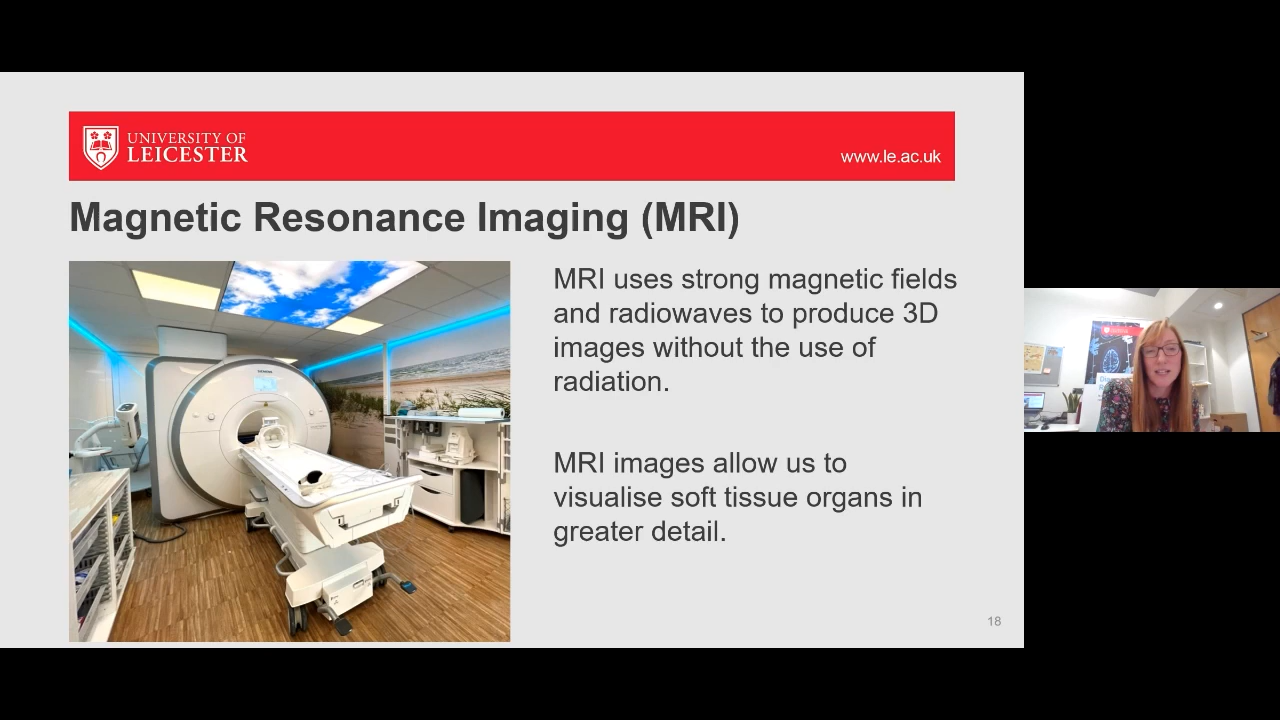 UNIVERSITY OF
LEICESTER
www.le.ac.uk
Magnetic Resonance Imaging (MRI)
MRI uses strong magnetic fields
and radiowaves to produce 3D
images without the use of
radiation.
MRI images allow us to
visualise soft tissue organs in
greater detail.
18